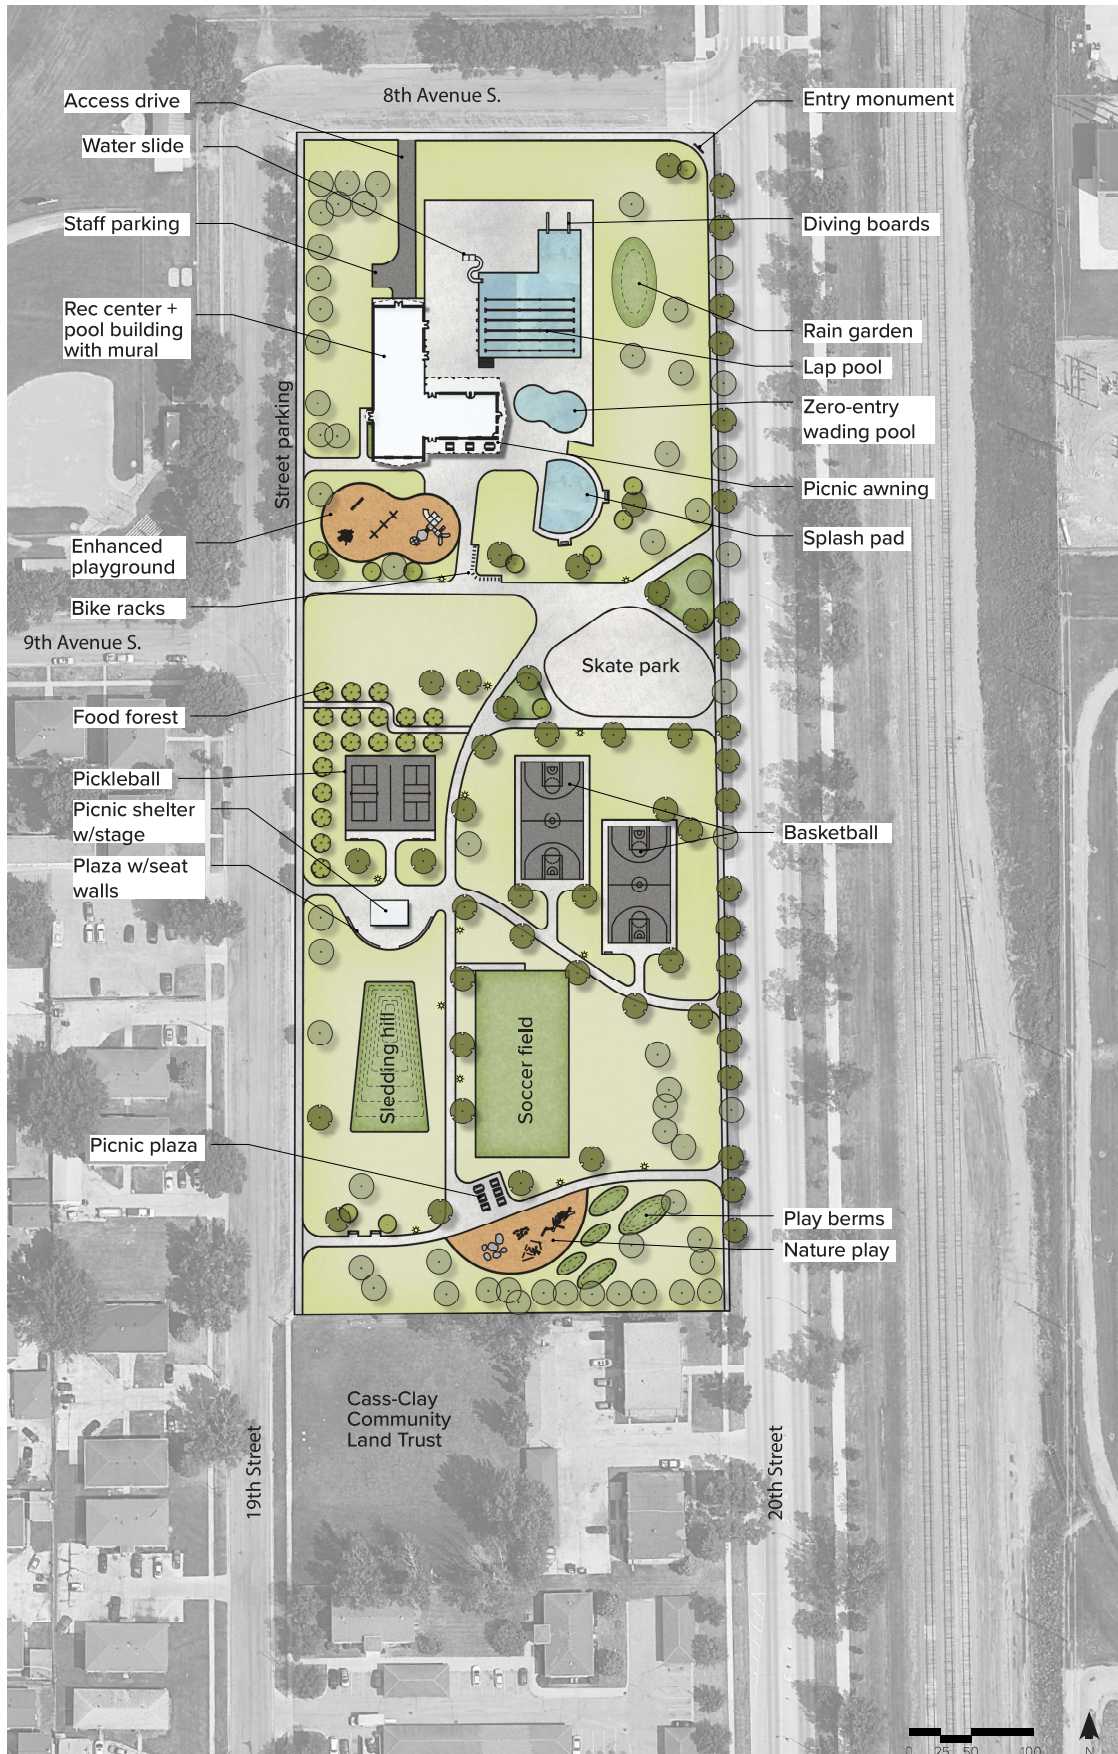 8th Avenue S.
Access drive
Entry monument
Water slide
Staff parking
Diving boards
Rec center +
pool building
with mural
Rain garden
Lap pool
Street parking
Zero-entry
wading pool
Picnic awning
Splash pad
Enhanced
playground
Bike racks
9th Avenue S.
Skate park
Food forest
Pickleball
Picnic shelter
w/stage
Basketball
Plaza w/seat
walls
Sledding hill
Soccer field
Picnic plaza
Play berms
Nature play
Cass-Clay
Community
Land Trust
19th Street
20th Street
0 25 50 100
N